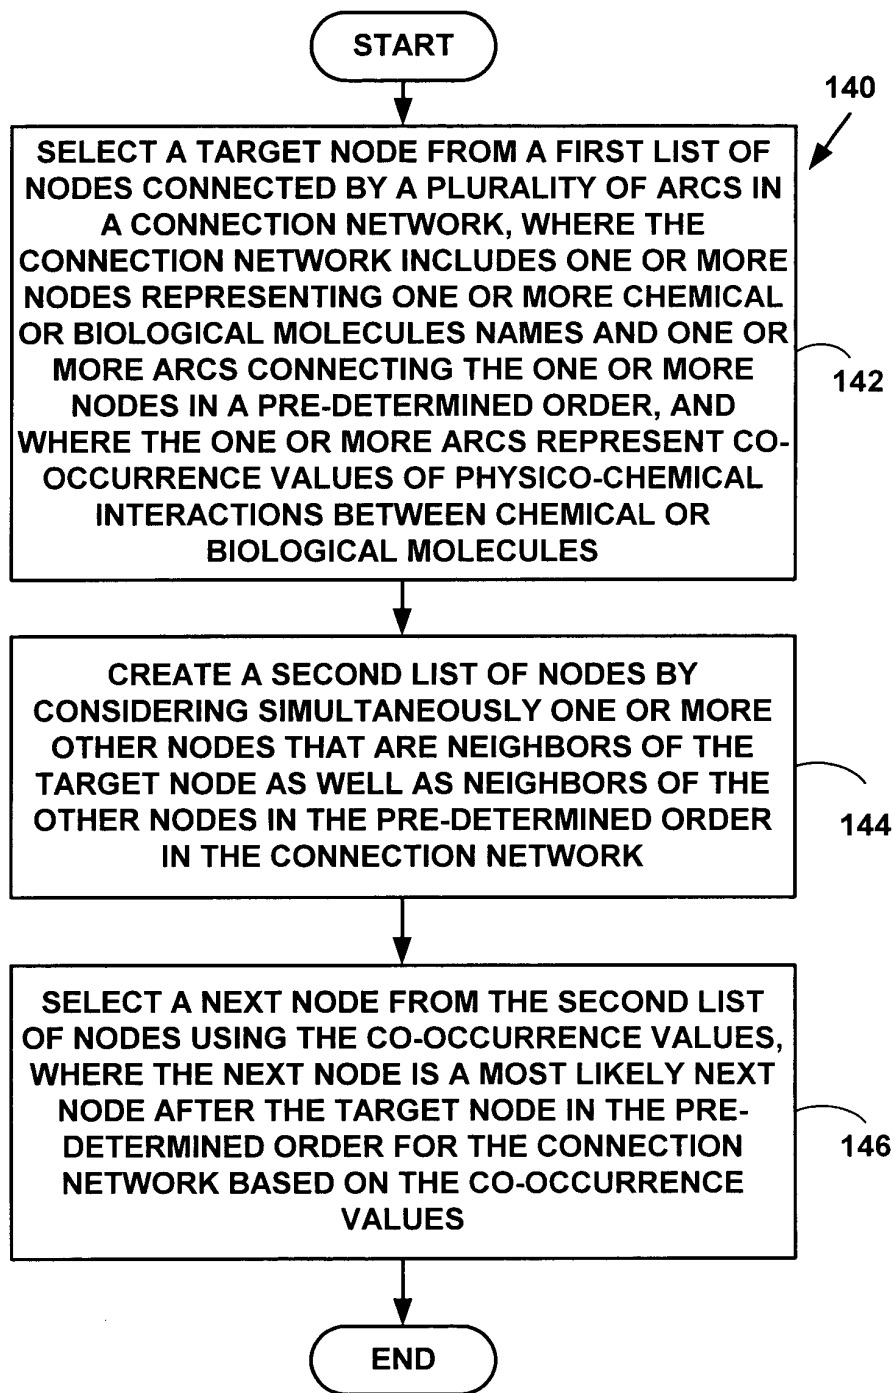 START
140
SELECT A TARGET NODE FROM A FIRST LIST OF
NODES CONNECTED BY A PLURALITY OF ARCS IN
A CONNECTION NETWORK, WHERE THE
CONNECTION NETWORK INCLUDES ONE OR MORE
NODES REPRESENTING ONE OR MORE CHEMICAL
OR BIOLOGICAL MOLECULES NAMES AND ONE OR
MORE ARCS CONNECTING THE ONE OR MORE
NODES IN A PRE-DETERMINED ORDER, AND
WHERE THE ONE OR MORE ARCS REPRESENT CO-
OCCURRENCE VALUES OF PHYSICO-CHEMICAL
INTERACTIONS BETWEEN CHEMICAL OR
BIOLOGICAL MOLECULES
142
CREATE A SECOND LIST OF NODES BY
CONSIDERING SIMULTANEOUSLY ONE OR MORE
OTHER NODES THAT ARE NEIGHBORS OF THE
TARGET NODE AS WELL AS NEIGHBORS OF THE
OTHER NODES IN THE PRE-DETERMINED ORDER
IN THE CONNECTION NETWORK
144
SELECT A NEXT NODE FROM THE SECOND LIST
OF NODES USING THE CO-OCCURRENCE VALUES,
WHERE THE NEXT NODE IS A MOST LIKELY NEXT
NODE AFTER THE TARGET NODE IN THE PRE-
DETERMINED ORDER FOR THE CONNECTION
NETWORK BASED ON THE CO-OCCURRENCE
VALUES
146
END